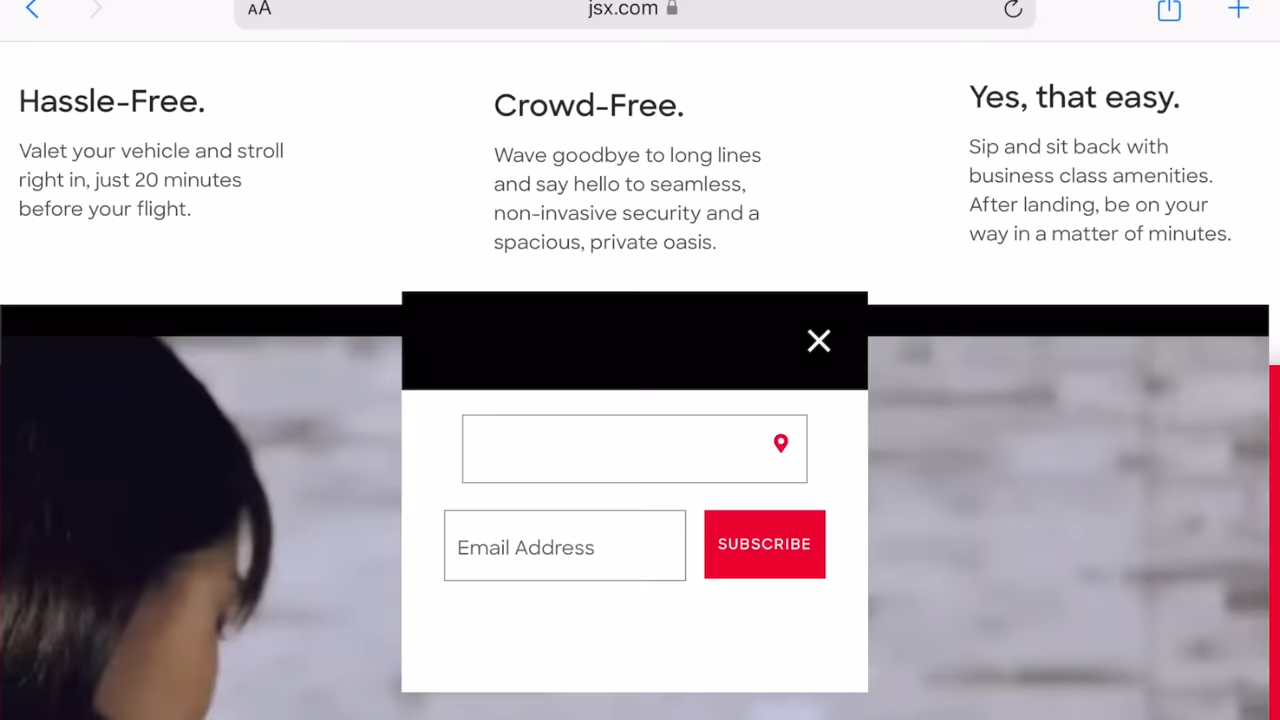 AA
jsx.com
Hassle-Free.
Valet your vehicle and stroll
right in, just 20 minutes
before your flight.
Crowd-Free.
Wave goodbye to long lines
and say hello to seamless,
non-invasive security and a
spacious, private oasis.
Yes, that easy.
Sip and sit back with
business class amenities.
After landing, be on your
way in a matter of minutes.
Email Address
SUBSCRIBE